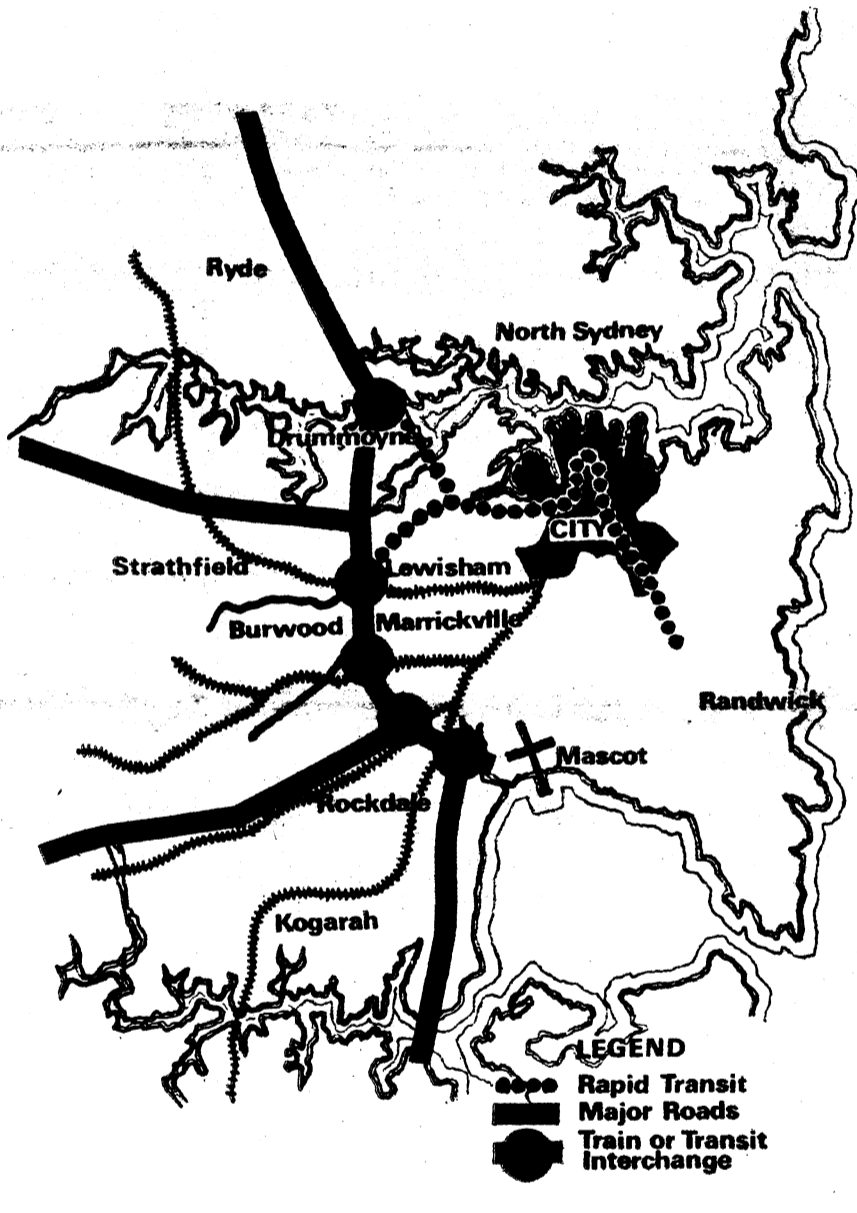 Ryde
North Sydney
Drummoyne
CITY
Strathfield
Lewisham
Burwood
Marrickville
Randwick
Mascot
Rockdale
Kogarah
LEGEND
Rapid Transit
Major Roads
Train or Transit
Interchange